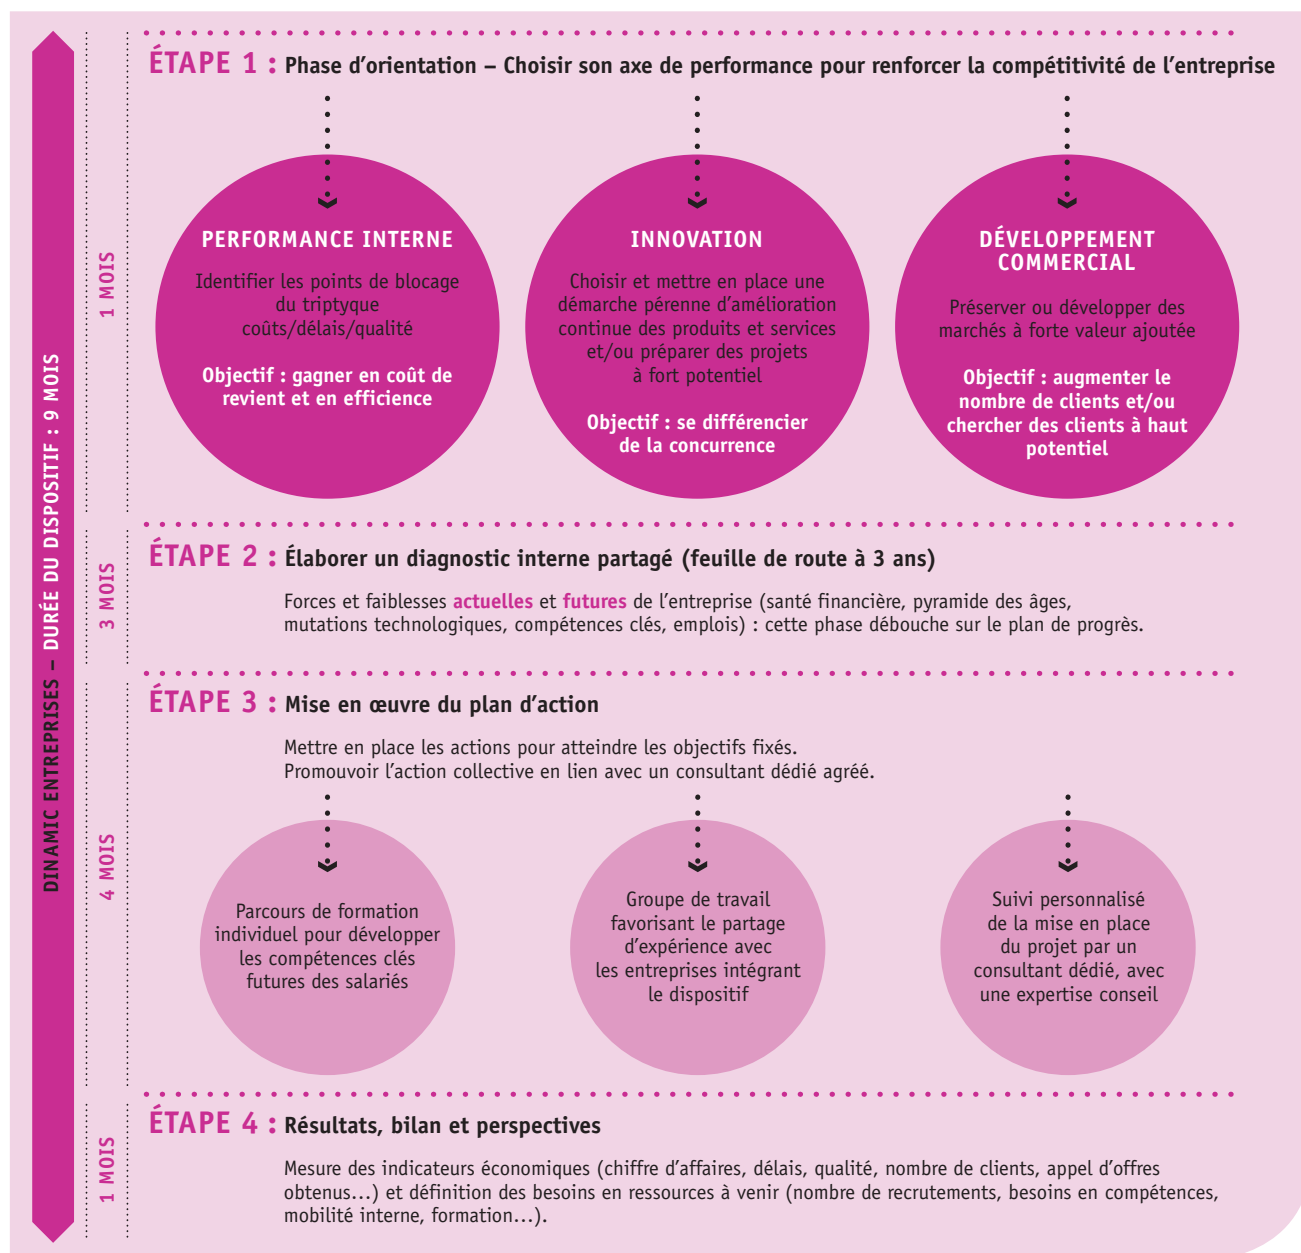 DINAMIC ENTREPRISES – DURÉE DU DISPOSITIF : 9 MOIS
1 MOIS
ÉTAPE 1 : Phase d’orientation – Choisir son axe de performance pour renforcer la compétitivité de l’entreprise
PERFORMANCE INTERNE
Identifier les points de blocage
du triptyque
coûts/délais/qualité
Objectif : gagner en coût de
revient et en efficience
INNOVATION
Choisir et mettre en place une
démarche pérenne d’amélioration
continue des produits et services
et/ou préparer des projets
à fort potentiel
Objectif : se différencier
de la concurrence
DÉVELOPPEMENT
COMMERCIAL
Préserver ou développer des
marchés à forte valeur ajoutée
Objectif : augmenter le
nombre de clients et/ou
chercher des clients à haut
potentiel
3 MOIS
ÉTAPE 2 : Élaborer un diagnostic interne partagé (feuille de route à 3 ans)
Forces et faiblesses actuelles et futures de l’entreprise (santé financière, pyramide des âges,
mutations technologiques, compétences clés, emplois) : cette phase débouche sur le plan de progrès.
4 MOIS
ÉTAPE 3 : Mise en œuvre du plan d’action
Mettre en place les actions pour atteindre les objectifs fixés.
Promouvoir l’action collective en lien avec un consultant dédié agréé.
Parcours de formation
individuel pour développer
les compétences clés
futures des salariés
Groupe de travail
favorisant le partage
d’expérience avec
les entreprises intégrant
le dispositif
Suivi personnalisé
de la mise en place
du projet par un
consultant dédié, avec
une expertise conseil
1 MOIS
ÉTAPE 4 : Résultats, bilan et perspectives
Mesure des indicateurs économiques (chiffre d’affaires, délais, qualité, nombre de clients, appel d’offres
obtenus…) et définition des besoins en ressources à venir (nombre de recrutements, besoins en compétences,
mobilité interne, formation…).